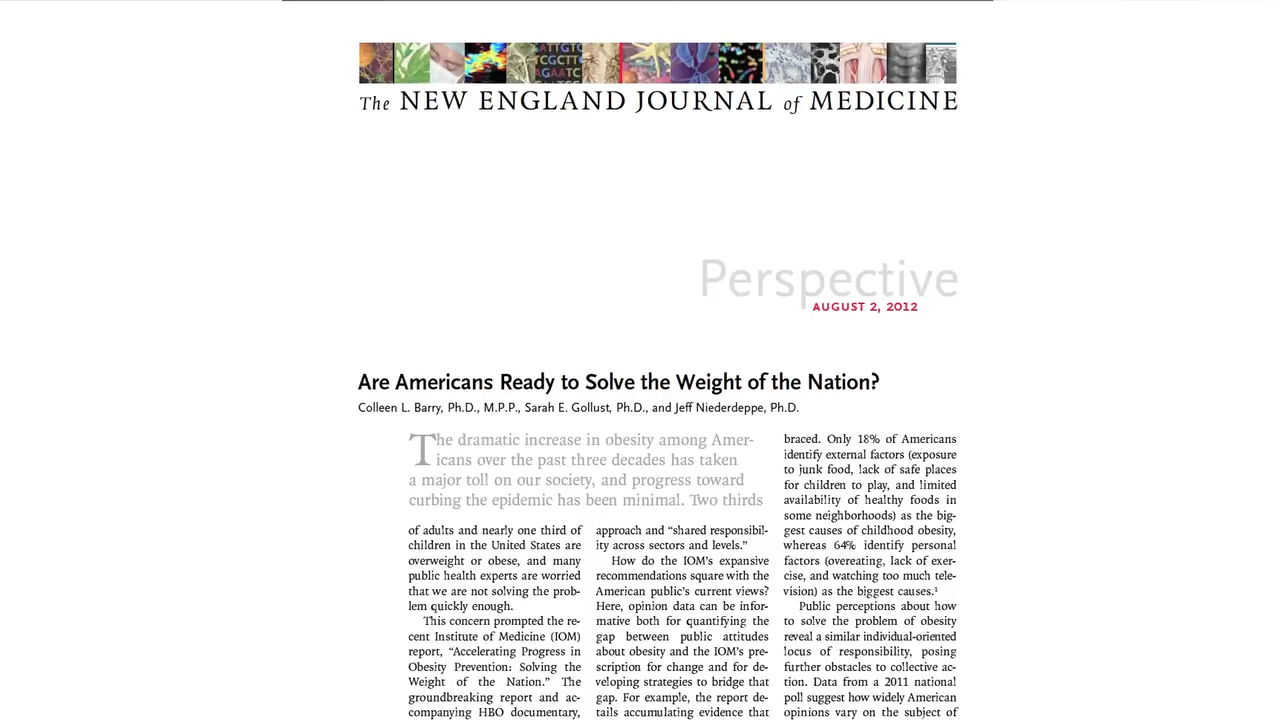 ATTGTC
TCGCTTC
AGAATC
The NEW ENGLAND JOURNAL of MEDICINE
Perspective
AUGUST 2, 2012
Are Americans Ready to Solve the Weight of the Nation?
Colleen L. Barry, Ph.D., M.P.P., Sarah E. Gollust, Ph.D., and Jeff Niederdeppe, Ph.D.
The dramatic increase in obesity among Amer-
icans over the past three decades has taken
a major toll on our society, and progress toward
curbing the epidemic has been minimal. Two thirds
of adults and nearly one third of
children in the United States are
overweight or obese, and many
public health experts are worried
that we are not solving the prob-
lem quickly enough.
This concern prompted the re-
cent Institute of Medicine (IOM)
report, “Accelerating Progress in
Obesity Prevention: Solving the
Weight of the Nation.” The
groundbreaking report and ac-
companying HBO documentary,
approach and “shared responsibil-
ity across sectors and levels.”
How do the IOM’s expansive
recommendations square with the
American public’s current views?
Here, opinion data can be infor-
mative both for quantifying the
gap between public attitudes
about obesity and the IOM’s pre-
scription for change and for de-
veloping strategies to bridge that
gap. For example, the report de-
tails accumulating evidence that
braced. Only 18% of Americans
identify external factors (exposure
to junk food, lack of safe places
for children to play, and limited
availability of healthy foods in
some neighborhoods) as the big-
gest causes of childhood obesity,
whereas 64% identify personal
factors (overeating, lack of exer-
cise, and watching too much tele-
vision) as the biggest causes.¹
Public perceptions about how
to solve the problem of obesity
reveal a similar individual-oriented
locus of responsibility, posing
further obstacles to collective ac-
tion. Data from a 2011 national
poll suggest how widely American
opinions vary on the subject of